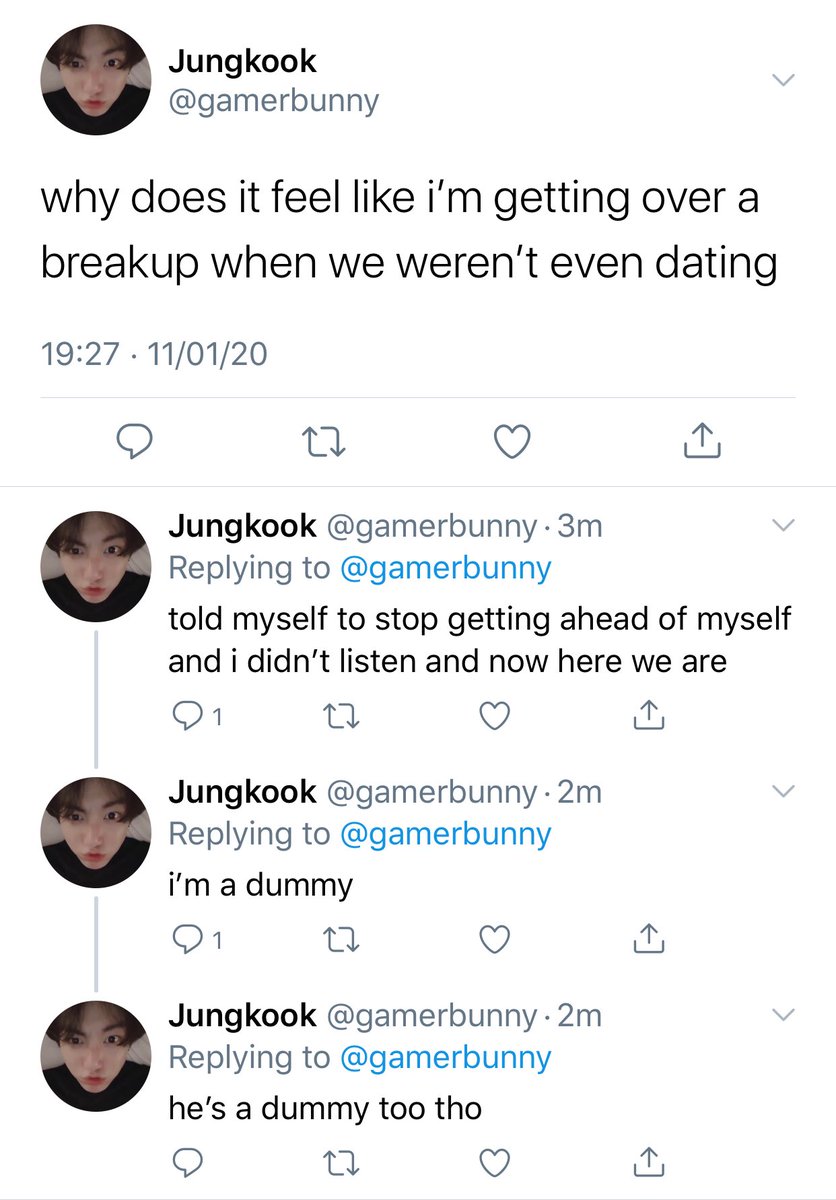 Jungkook
@gamerbunny
why does it feel like i’m getting over a
breakup when we weren’t even dating
19:27 · 11/01/20
Jungkook @gamerbunny · 3m
Replying to @gamerbunny
told myself to stop getting ahead of myself
and i didn’t listen and now here we are
1
Jungkook @gamerbunny · 2m
Replying to @gamerbunny
i’m a dummy
1
Jungkook @gamerbunny · 2m
Replying to @gamerbunny
he’s a dummy too tho